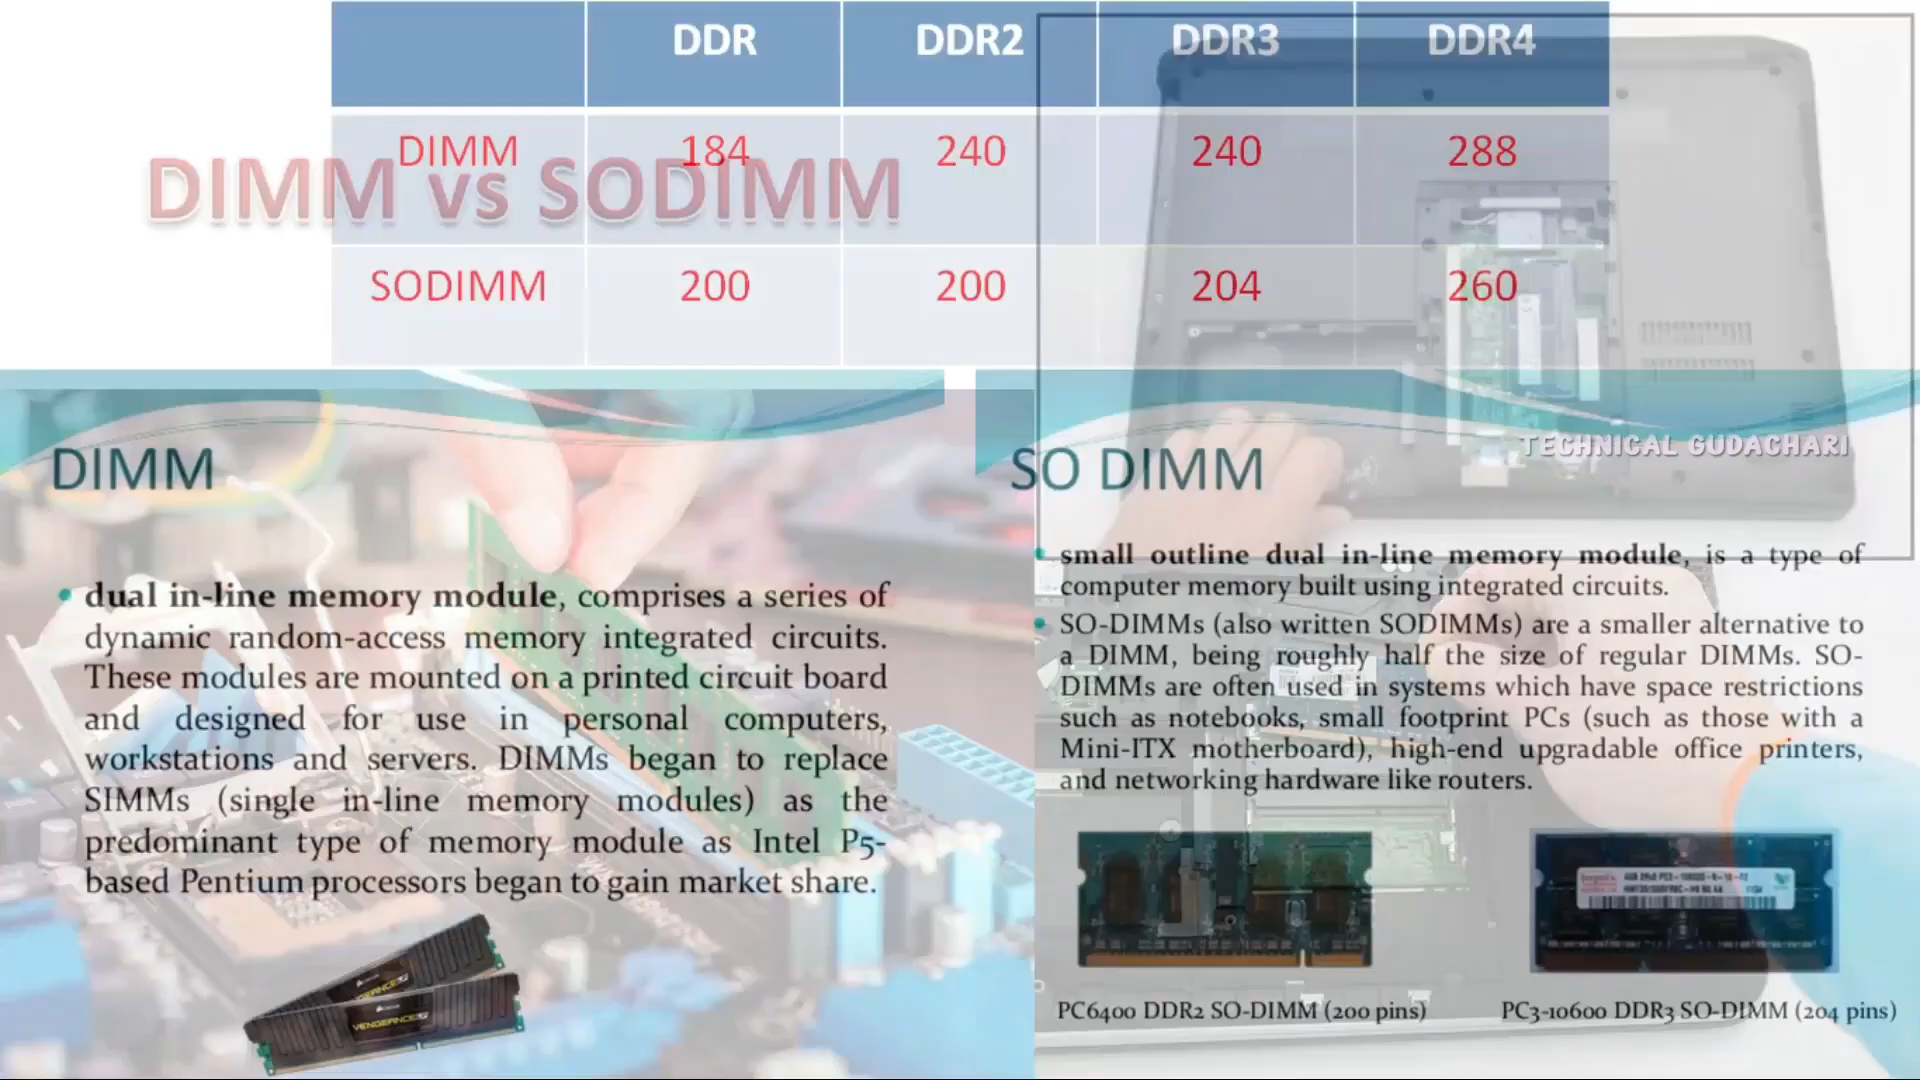 DDR DDR2 DDR3 DDR4
DIMM 184 240 240 288
DIMM vs SODIMM
SODIMM 200 200 204 260
TECHNICAL GUDACHARI
DIMM
• dual in-line memory module, comprises a series of
dynamic random-access memory integrated circuits.
These modules are mounted on a printed circuit board
and designed for use in personal computers,
workstations and servers. DIMMs began to replace
SIMMs (single in-line memory modules) as the
predominant type of memory module as Intel P5-
based Pentium processors began to gain market share.
VENGEANCE
VENGEANCE
SO DIMM
• small outline dual in-line memory module, is a type of
computer memory built using integrated circuits.
• SO-DIMMs (also written SODIMMs) are a smaller alternative to
a DIMM, being roughly half the size of regular DIMMs. SO-
DIMMs are often used in systems which have space restrictions
such as notebooks, small footprint PCs (such as those with a
Mini-ITX motherboard), high-end upgradable office printers,
and networking hardware like routers.
PC6400 DDR2 SO-DIMM (200 pins)
PC3-10600 DDR3 SO-DIMM (204 pins)